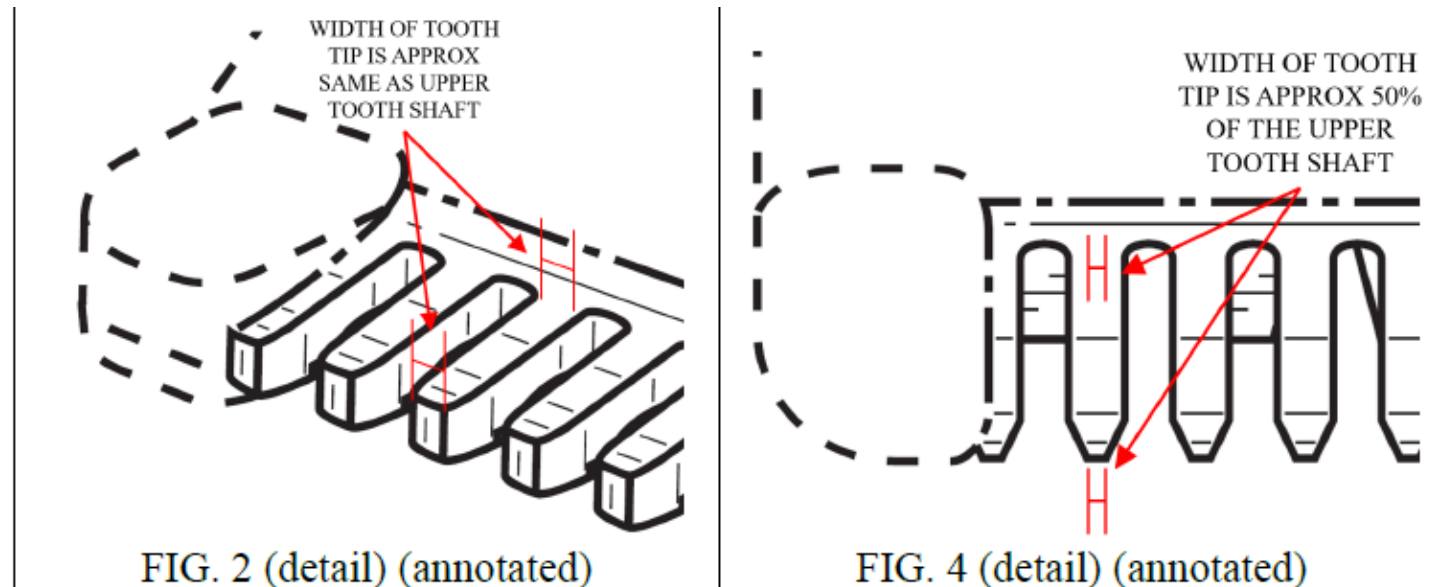 WIDTH OF TOOTH
TIP IS APPROX
SAME AS UPPER
TOOTH SHAFT
FIG. 2 (detail) (annotated)
WIDTH OF TOOTH
TIP IS APPROX 50%
OF THE UPPER
TOOTH SHAFT
FIG. 4 (detail) (annotated)